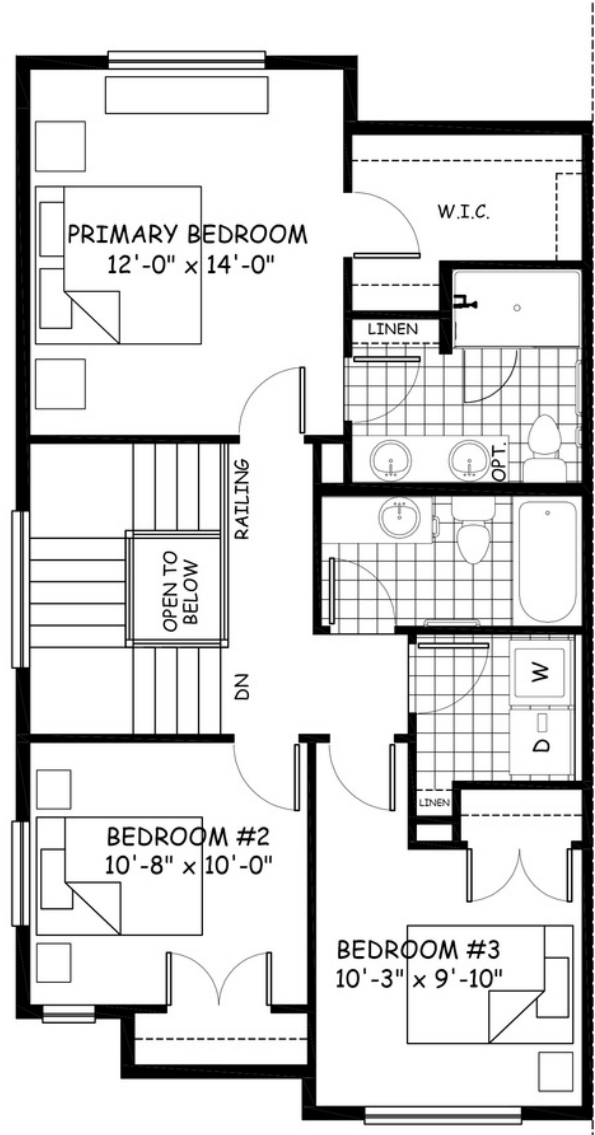 PRIMARY BEDROOM
12'-0" x 14'-0"
W.I.C.
LINEN
OPT.
RAILING
OPEN TO
BELOW
DN
W
D
LINEN
BEDROOM #2
10'-8" x 10'-0"
BEDROOM #3
10'-3" x 9'-10"